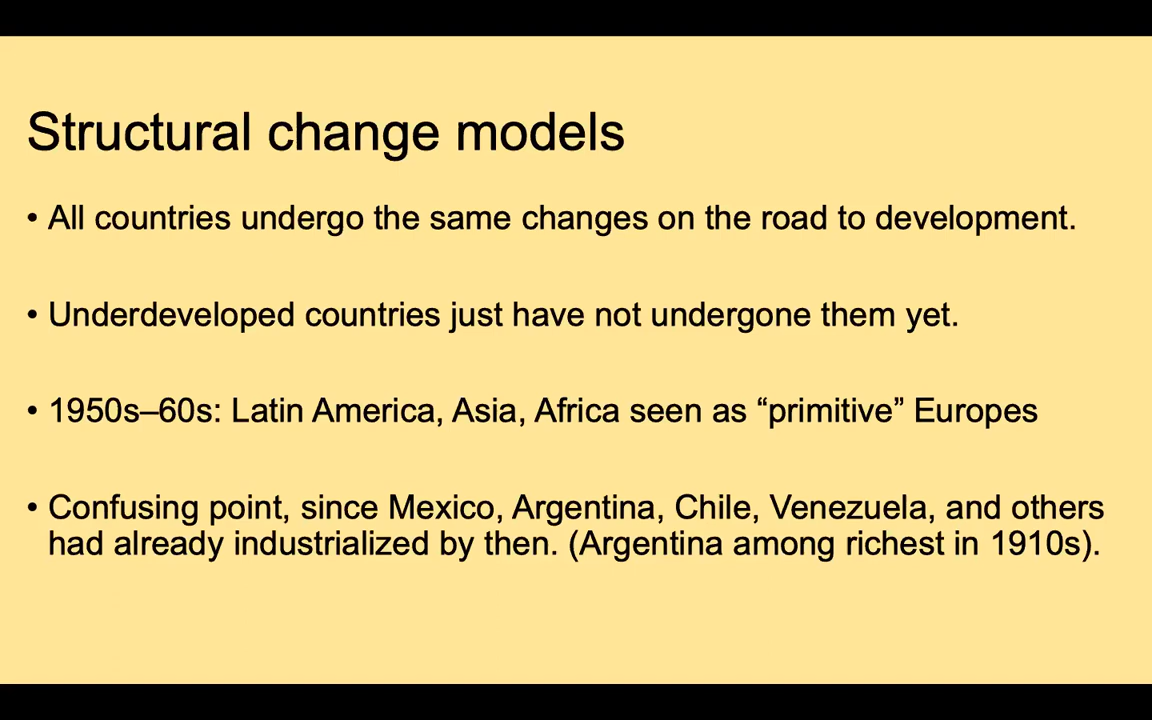 Structural change models
• All countries undergo the same changes on the road to development.
• Underdeveloped countries just have not undergone them yet.
• 1950s–60s: Latin America, Asia, Africa seen as “primitive” Europes
• Confusing point, since Mexico, Argentina, Chile, Venezuela, and others
had already industrialized by then. (Argentina among richest in 1910s).